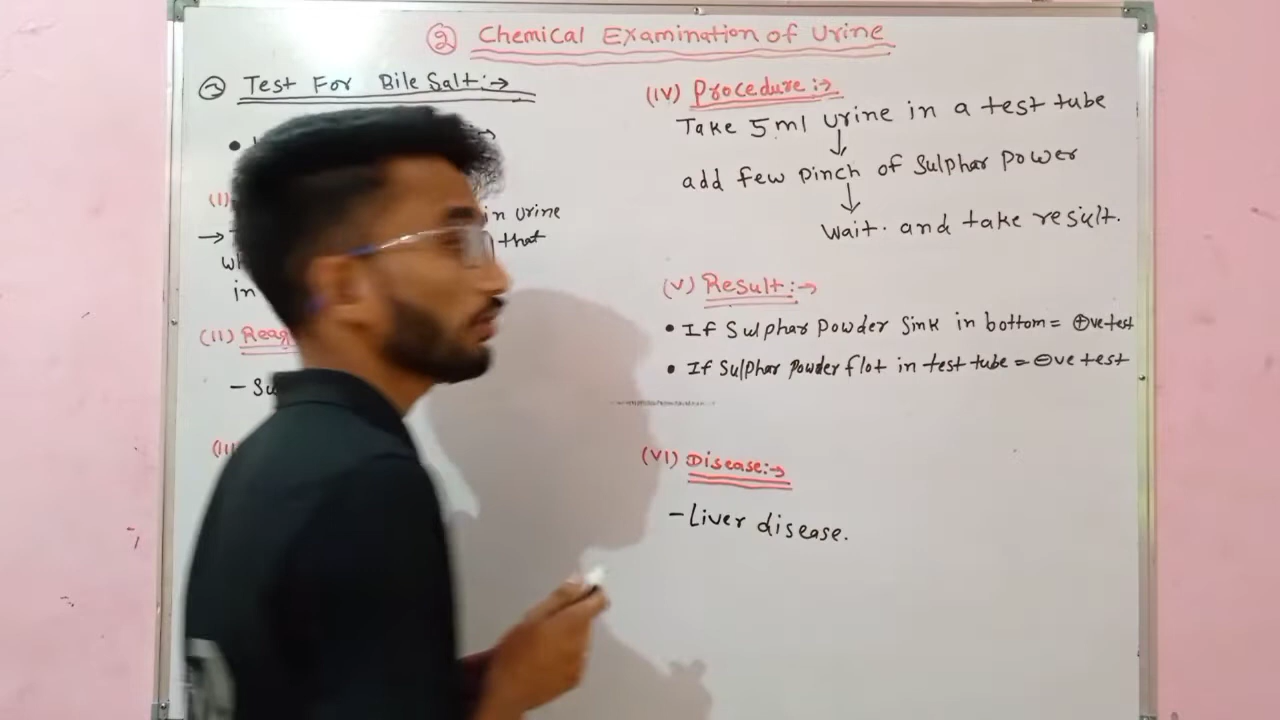 ② Chemical Examination of Urine
Test For Bile Salt:→
(I)
in urine
→ that
in
(II) Reag
- Su
(IV) Procedure:→
Take 5ml urine in a test tube
↓
add few pinch of Sulphar power
↓
Wait. and take result.
(V) Result:→
• If Sulphar Powder Sink in bottom = ⊕ve test
• If Sulphar Powder flot in test tube = ⊖ve test
(VI) Disease:→
- Liver disease.